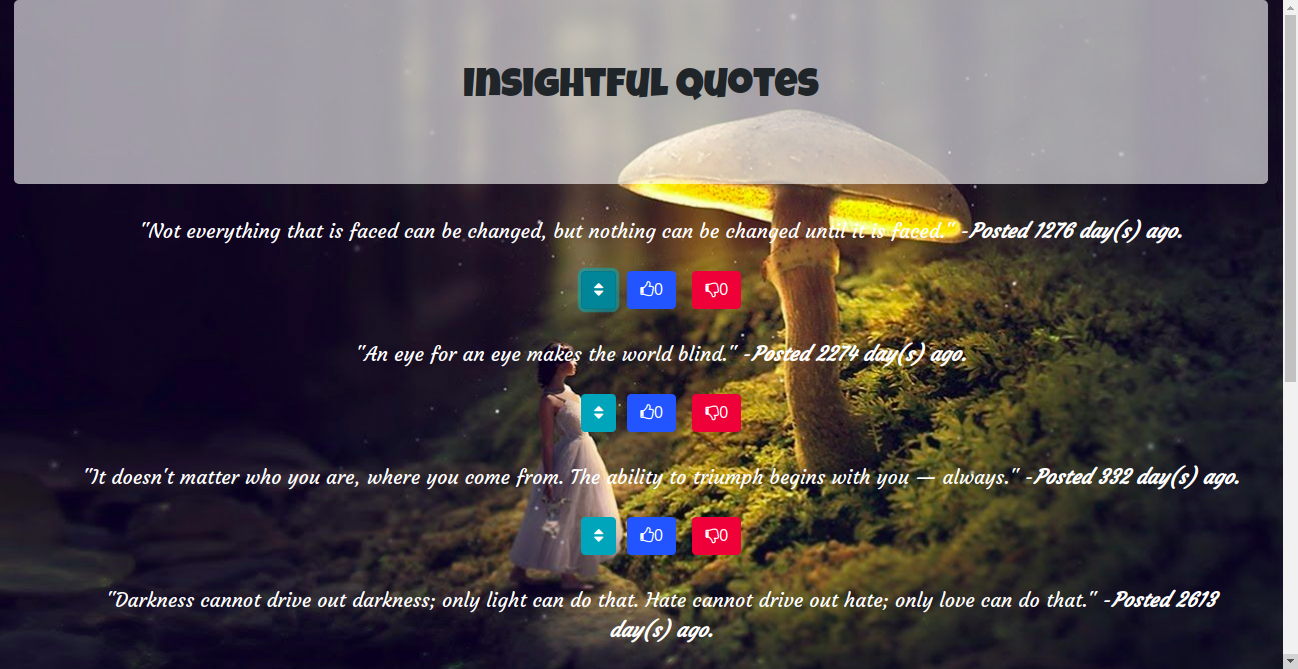 Insightful Quotes
"Not everything that is faced can be changed, but nothing can be changed until it is faced." -Posted 1276 day(s) ago.
0 0
"An eye for an eye makes the world blind." -Posted 2274 day(s) ago.
0 0
"It doesn't matter who you are, where you come from. The ability to triumph begins with you — always." -Posted 332 day(s) ago.
0 0
"Darkness cannot drive out darkness; only light can do that. Hate cannot drive out hate; only love can do that." -Posted 2613
day(s) ago.